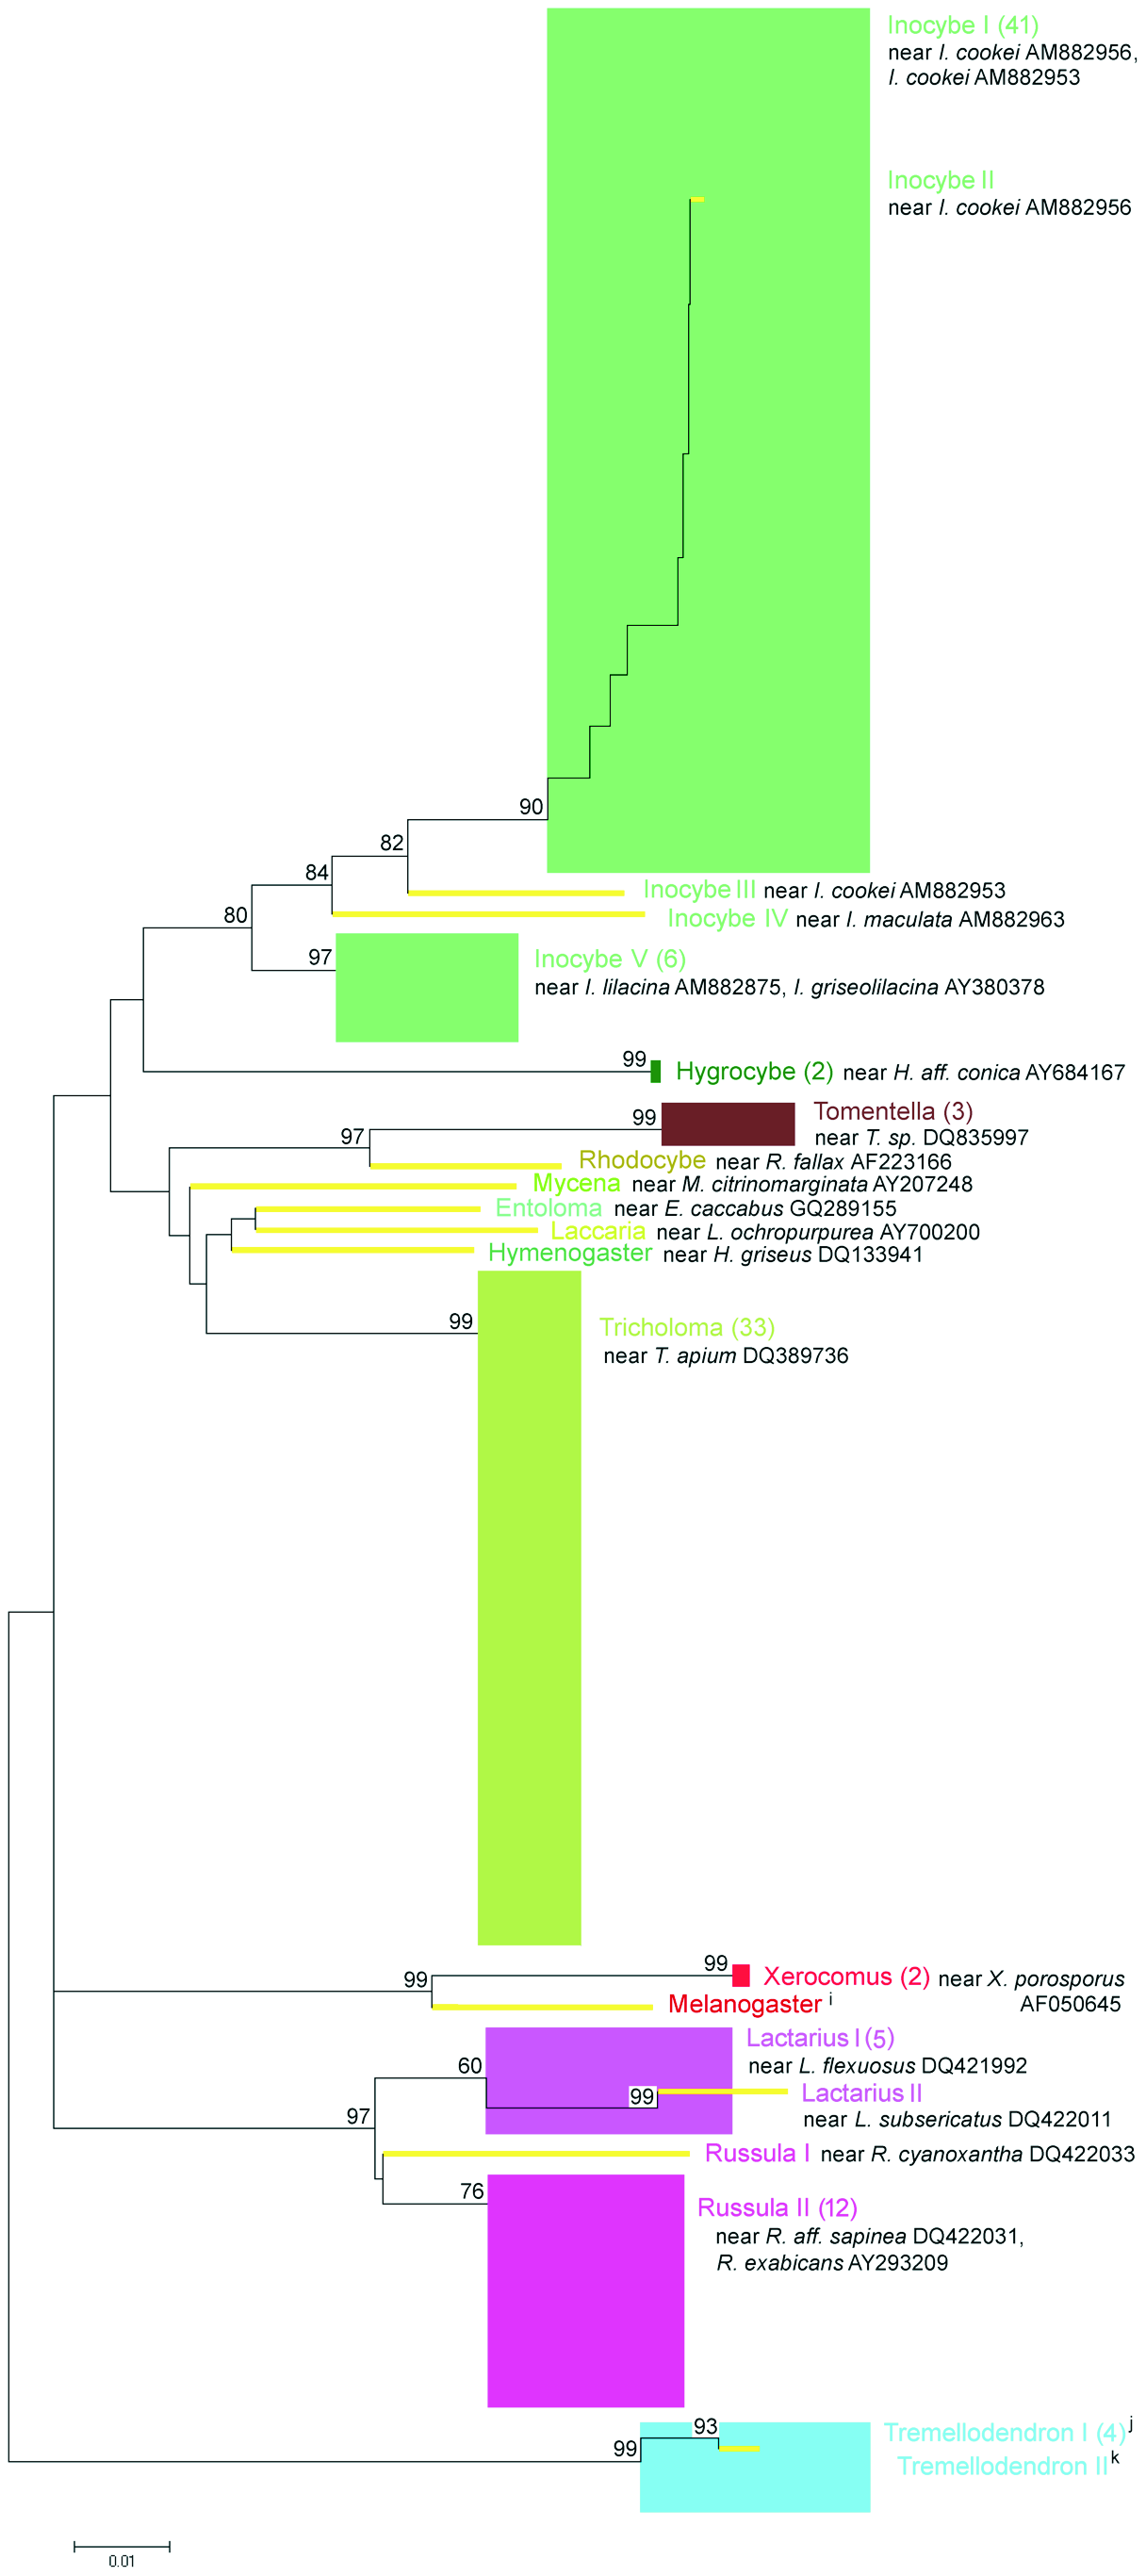 Inocybe I (41)
near I. cookei AM882956,
I. cookei AM882953
Inocybe II
near I. cookei AM882956
90
82
84
80
Inocybe III near I. cookei AM882953
Inocybe IV near I. maculata AM882963
97
Inocybe V (6)
near I. lilacina AM882875, I. griseolilacina AY380378
99
Hygrocybe (2) near H. aff. conica AY684167
99
Tomentella (3)
near T. sp. DQ835997
97
Rhodocybe near R. fallax AF223166
Mycena near M. citrinomarginata AY207248
Entoloma near E. caccabus GQ289155
Laccaria near L. ochropurpurea AY700200
Hymenogaster near H. griseus DQ133941
99
Tricholoma (33)
near T. apium DQ389736
99
99
Xerocomus (2) near X. porosporus
Melanogaster i AF050645
60
Lactarius I (5)
near L. flexuosus DQ421992
99
Lactarius II
near L. subsericatus DQ422011
97
Russula I near R. cyanoxantha DQ422033
76
Russula II (12)
near R. aff. sapinea DQ422031,
R. exabicans AY293209
93
Tremellodendron I (4) j
99
Tremellodendron II k
0.01